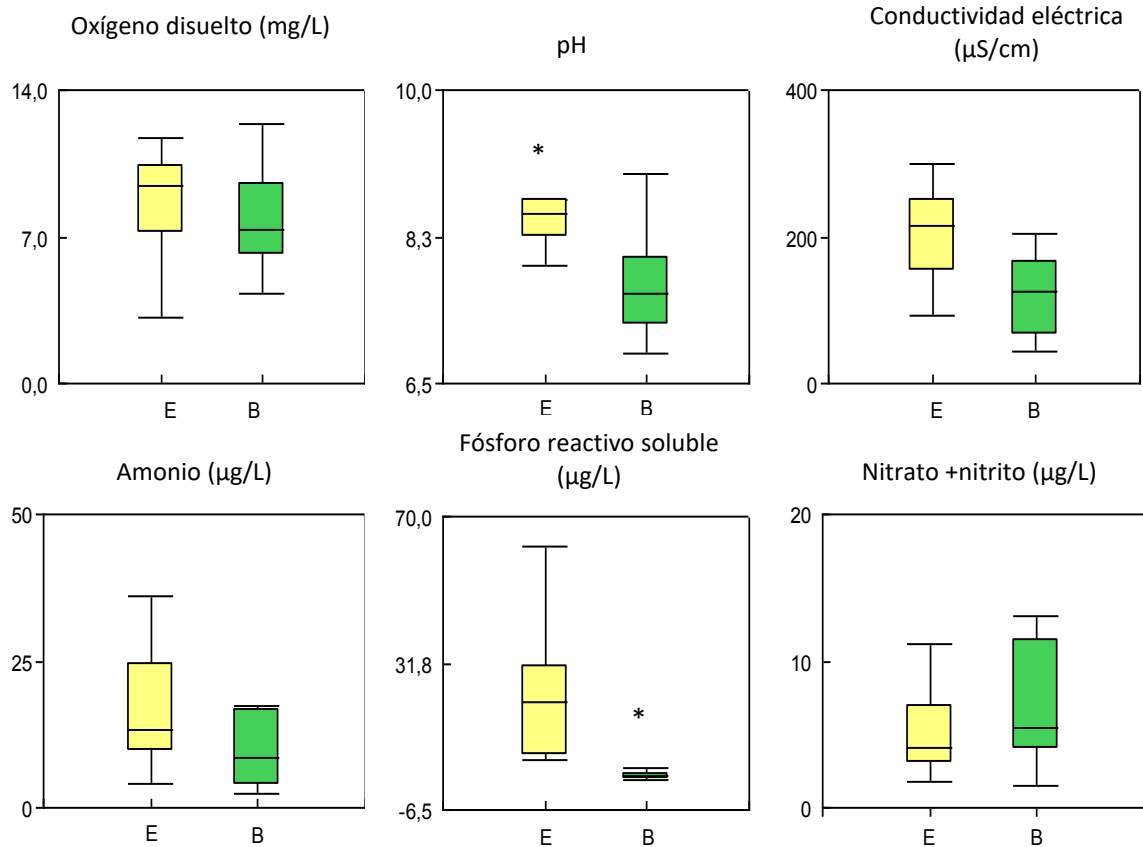 Oxígeno disuelto (mg/L)
14,0
7,0
0,0
E B
pH
10,0
*
8,3
6,5
E B
Conductividad eléctrica
(µS/cm)
400
200
0
E B
Amonio (µg/L)
50
25
0
E B
Fósforo reactivo soluble
(µg/L)
70,0
31,8
*
-6,5
E B
Nitrato +nitrito (µg/L)
20
10
0
E B